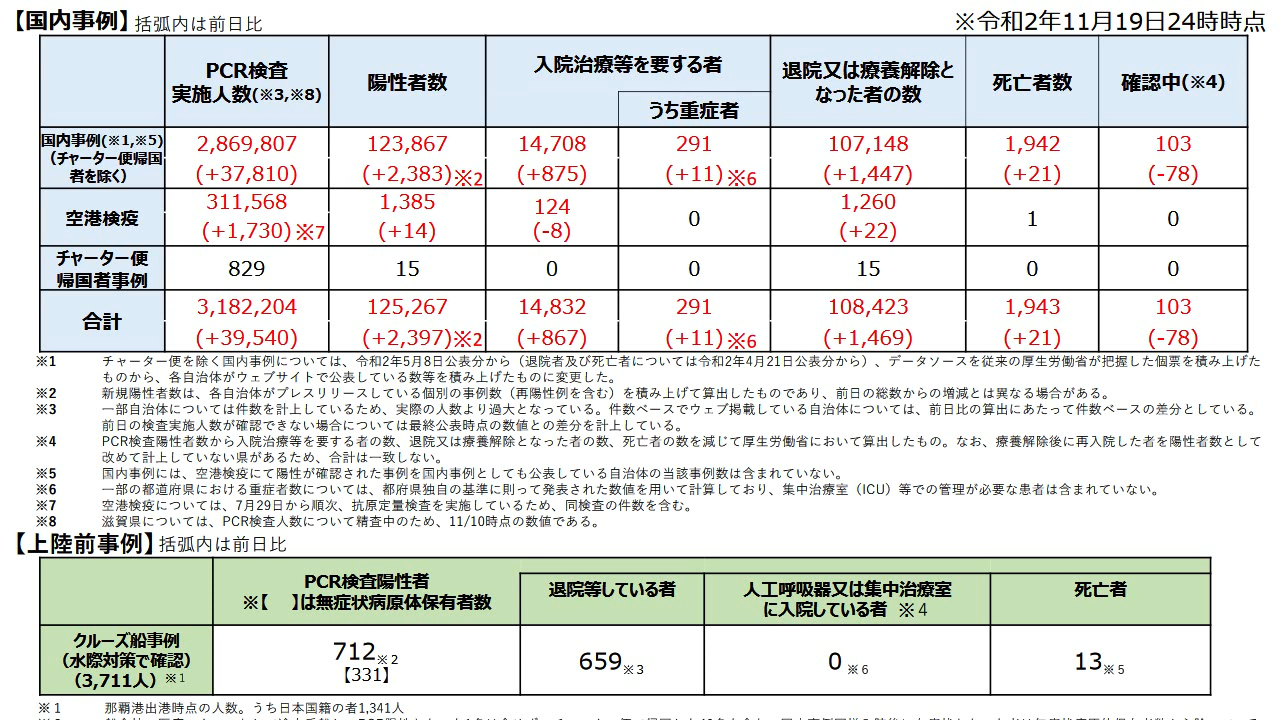 【国内事例】括弧内は前日比
※令和2年11月19日24時時点
PCR検査
実施人数(※3,※8)
陽性者数
入院治療等を要する者
うち重症者
退院又は療養解除と
なった者の数
死亡者数
確認中(※4)
国内事例(※1,※5)
(チャーター便帰国
者を除く)
2,869,807 123,867 14,708 291 107,148 1,942 103
(+37,810) (+2,383)※2 (+875) (+11)※6 (+1,447) (+21) (-78)
空港検疫
311,568 1,385 124 0 1,260 1 0
(+1,730)※7 (+14) (-8) (+22)
チャーター便
帰国者事例
829 15 0 0 15 0 0
合計
3,182,204 125,267 14,832 291 108,423 1,943 103
(+39,540) (+2,397)※2 (+867) (+11)※6 (+1,469) (+21) (-78)
※1 チャーター便を除く国内事例については、令和2年5月8日公表分から（退院者及び死亡者については令和2年4月21日公表分から）、データソースを従来の厚生労働省が把握した個票を積み上げた
ものから、各自治体がウェブサイトで公表している数等を積み上げたものに変更した。
※2 新規陽性者数は、各自治体がプレスリリースしている個別の事例数（再陽性例を含む）を積み上げて算出したものであり、前日の総数からの増減とは異なる場合がある。
※3 一部自治体については件数を計上しているため、実際の人数より過大となっている。件数ベースでウェブ掲載している自治体については、前日比の算出にあたって件数ベースの差分としている。
前日の検査実施人数が確認できない場合については最終公表時点の数値との差分を計上している。
※4 PCR検査陽性者数から入院治療等を要する者の数、退院又は療養解除となった者の数、死亡者の数を減じて厚生労働省において算出したもの。なお、療養解除後に再入院した者を陽性者数として
改めて計上していない県があるため、合計は一致しない。
※5 国内事例には、空港検疫にて陽性が確認された事例を国内事例としても公表している自治体の当該事例数は含まれていない。
※6 一部の都道府県における重症者数については、都府県独自の基準に則って発表された数値を用いて計算しており、集中治療室（ICU）等での管理が必要な患者は含まれていない。
※7 空港検疫については、7月29日から順次、抗原定量検査を実施しているため、同検査の件数を含む。
※8 滋賀県については、PCR検査人数について精査中のため、11/10時点の数値である。
【上陸前事例】括弧内は前日比
PCR検査陽性者
※【　】は無症状病原体保有者数
退院等している者
人工呼吸器又は集中治療室
に入院している者 ※4
死亡者
クルーズ船事例
（水際対策で確認）
（3,711人）※1
712※2
【331】
659※3
0※6
13※5
※1 那覇港出港時点の人数。うち日本国籍の者1,341人